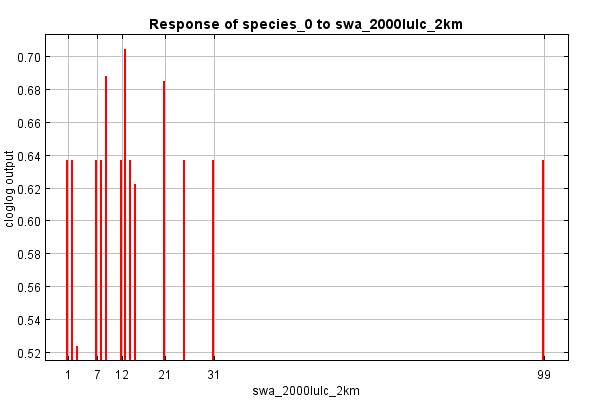 Response of species_0 to swa_2000lulc_2km
cloglog output
0.70
0.68
0.66
0.64
0.62
0.60
0.58
0.56
0.54
0.52
1 7 12 21 31 99
swa_2000lulc_2km